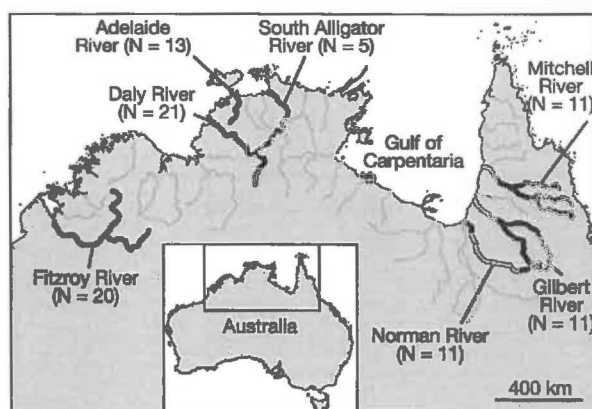 Adelaide
River (N = 13)
South Alligator
River (N = 5)
Mitchell
River
(N = 11)
Daly River
(N = 21)
Gulf of
Carpentaria
Fitzroy River
(N = 20)
Australia
Norman River
(N = 11)
Gilbert
River
(N = 11)
400 km